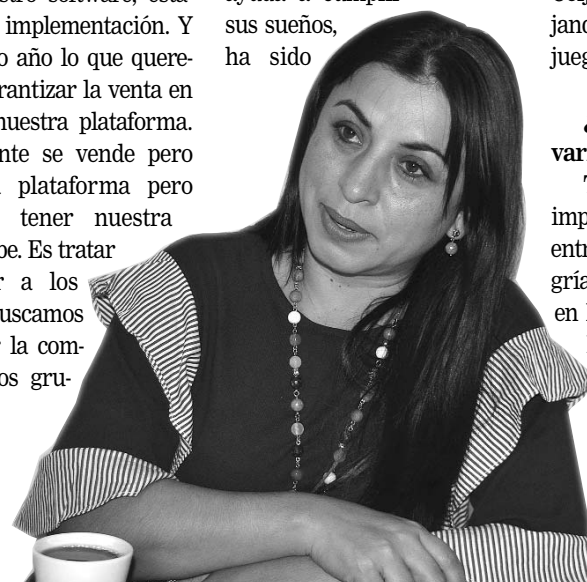 implementación. Y
o año lo que quere-
rantizar la venta en
nuestra plataforma.
nte se vende pero
plataforma pero
tener nuestra
be. Es tratar
r a los
uscamos
r la com-
os gru-
sus sueños,
ha sido
jand
jueg
var
imp
entr
gría
en